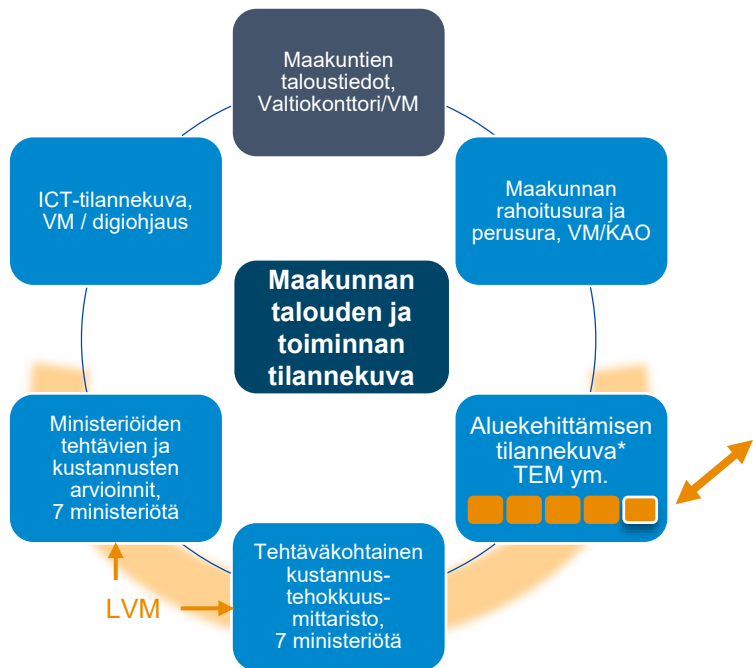 Maakuntien
taloustiedot,
Valtiokonttori/VM
ICT-tilannekuva,
VM / digiohjaus
Maakunnan
rahoitusura ja
perusura, VM/KAO
Maakunnan
talouden ja
toiminnan
tilannekuva
Ministeriöiden
tehtävien ja
kustannusten
arvioinnit,
7 ministeriötä
Aluekehittämisen
tilannekuva*
TEM ym.
Tehtäväkohtainen
kustannus-
tehokkuus-
mittaristo,
7 ministeriötä
LVM